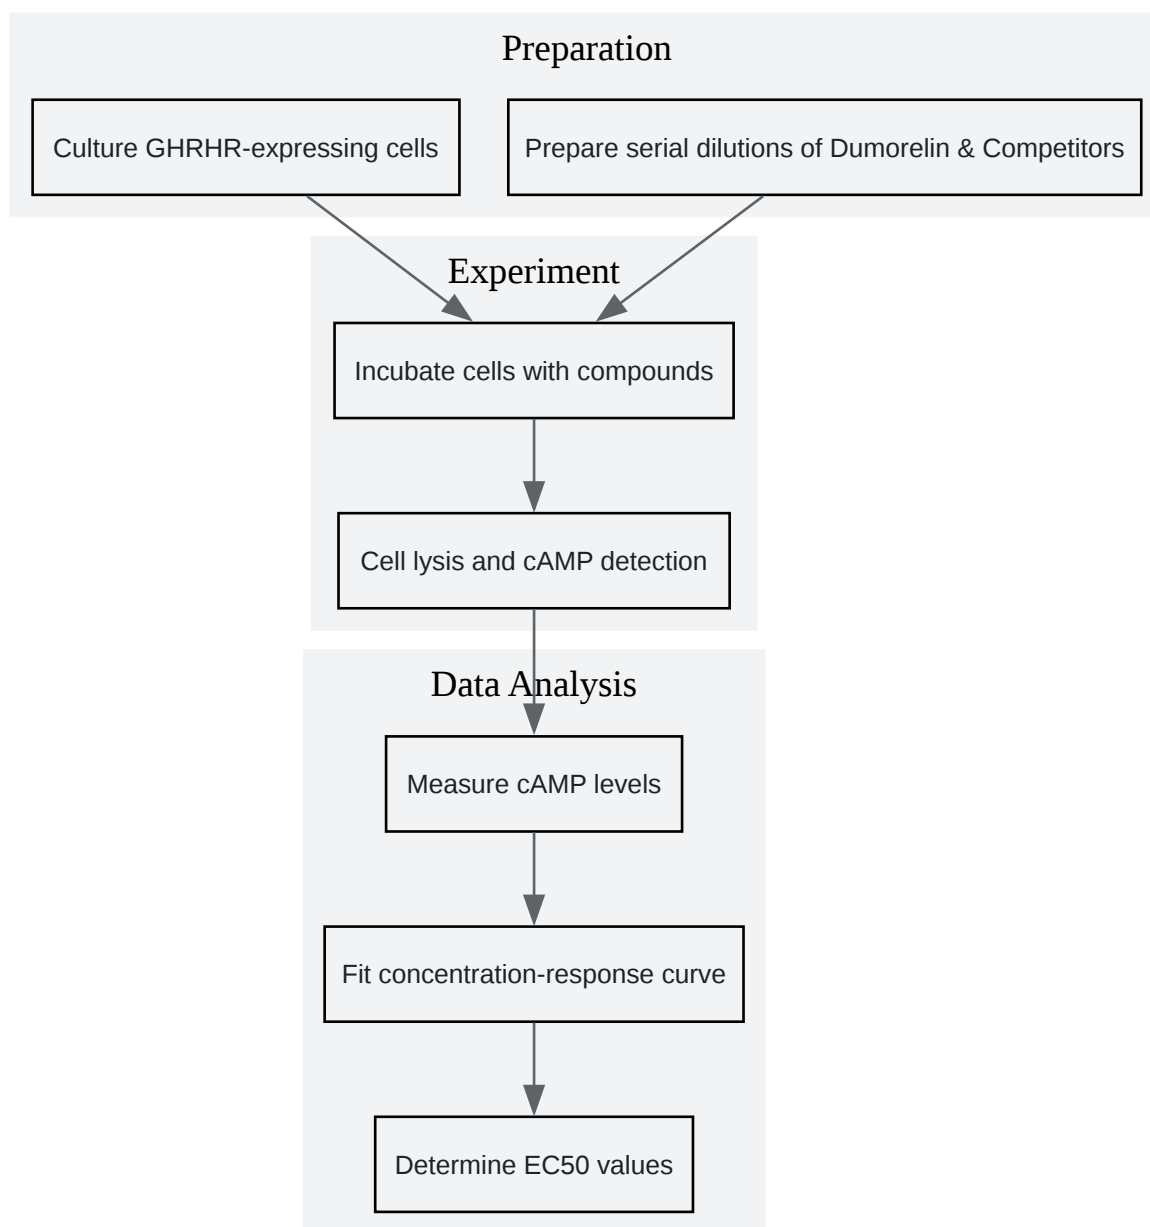 Preparation
Culture GHRHR-expressing cells
Prepare serial dilutions of Dumorelin & Competitors
Experiment
Incubate cells with compounds
Cell lysis and cAMP detection
Data Analysis
Measure cAMP levels
Fit concentration-response curve
Determine EC50 values